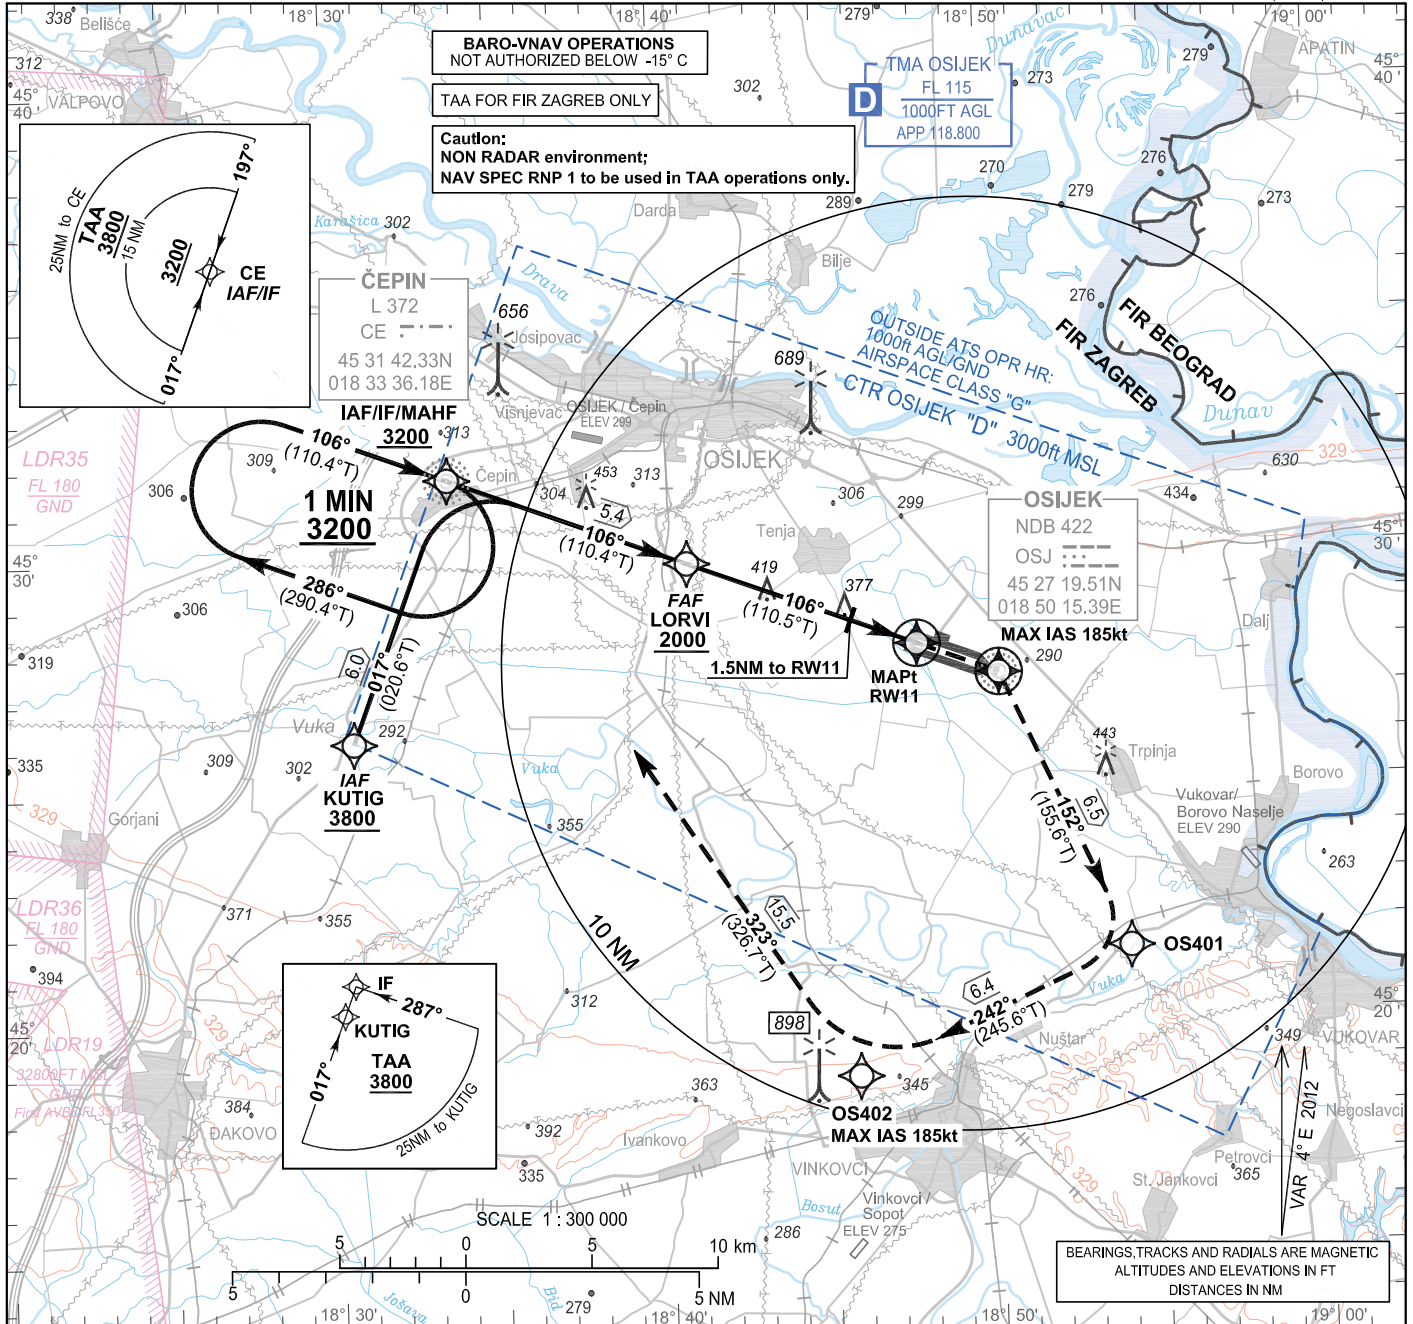 18° 30'
18° 40'
18° 50'
19° 00'
338
Belišće
312
VALPOVO
45°
40 '
BARO-VNAV OPERATIONS
NOT AUTHORIZED BELOW -15° C
TAA FOR FIR ZAGREB ONLY
Caution:
NON RADAR environment;
NAV SPEC RNP 1 to be used in TAA operations only.
302
279
Dunavac
TMA OSIJEK
D
FL 115
1000FT AGL
APP 118.800
273
279
APATIN
45°
40 '
276
270
279
289
273
276
25NM to CE
TAA
3800
15 NM
3200
197°
017°
CE
IAF/IF
Karašica
302
Darda
Bilje
Drava
ČEPIN
L 372
CE
45 31 42.33N
018 33 36.18E
656
Josipovac
689
OUTSIDE ATS OPR HR:
1000ft AGL/GND
AIRSPACE CLASS "G"
CTR OSIJEK "D" 3000ft MSL
FIR BEOGRAD
FIR ZAGREB
Dunav
329
630
434
Višnjevac
OSIJEK / Čepin
ELEV 299
OSIJEK
IAF/IF/MAHF
3200
313
Čepin
106°
(110.4°T)
309
306
1 MIN
3200
286°
(290.4°T)
306
319
LDR35
FL 180
GND
304
453
313
5.4
106°
(110.4°T)
306
299
Tenja
419
377
FAF
LORVI
2000
106°
(110.5°T)
1.5NM to RW11
MAPt
RW11
OSIJEK
NDB 422
OSJ
45 27 19.51N
018 50 15.39E
MAX IAS 185kt
290
45°
30 '
45°
30'
Dalj
6.0
017°
(020.6°T)
Vuka
292
IAF
KUTIG
3800
335
309
302
329
Gorjani
Vuka
355
443
Trpinja
Borovo
Vukovar/
Borovo Naselje
ELEV 290
263
152°
(155.6°T)
6.5
OS401
Vuka
15.5
323°
(326.7°T)
10 NM
6.4
242°
(245.6°T)
LDR36
FL 180
GND
371
355
394
45°
20'
329
LDR19
32800FT MSL
GND
384
ĐAKOVO
IF
287°
KUTIG
017°
TAA
3800
25NM to KUTIG
312
898
363
392
335
Ivankovo
345
Nuštar
OS402
MAX IAS 185kt
VINKOVCI
Vinkovci /
Sopot
ELEV 275
Bosut
286
329
349
VUKOVAR
45°
20 '
VAR 4° E 2012
Negoslavci
Petrovci
365
St. Jankovci
SCALE 1 : 300 000
5
0
5
10 km
5
0
5 NM
Jošava
Bid
279
BEARINGS,TRACKS AND RADIALS ARE MAGNETIC
ALTITUDES AND ELEVATIONS IN FT
DISTANCES IN NM
18° 30'
18° 40'
18° 50'
19° 00'